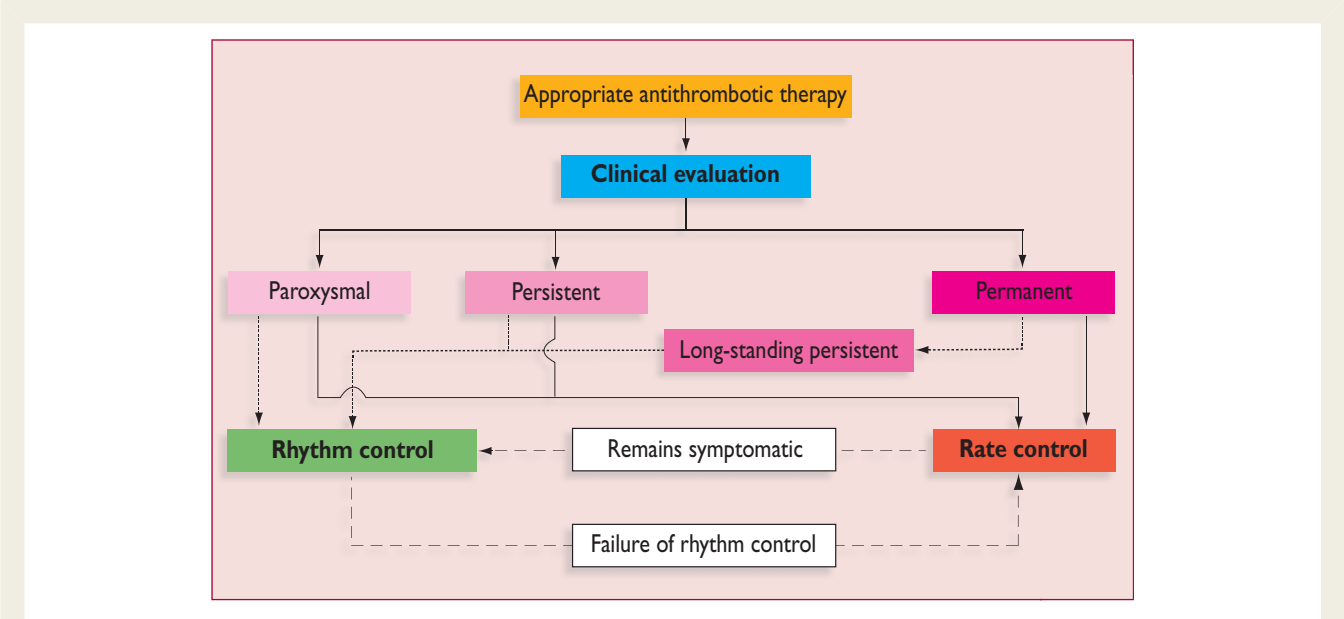 Appropriate antithrombotic therapy
Clinical evaluation
Paroxysmal
Persistent
Permanent
Long-standing persistent
Rhythm control
Remains symptomatic
Rate control
Failure of rhythm control